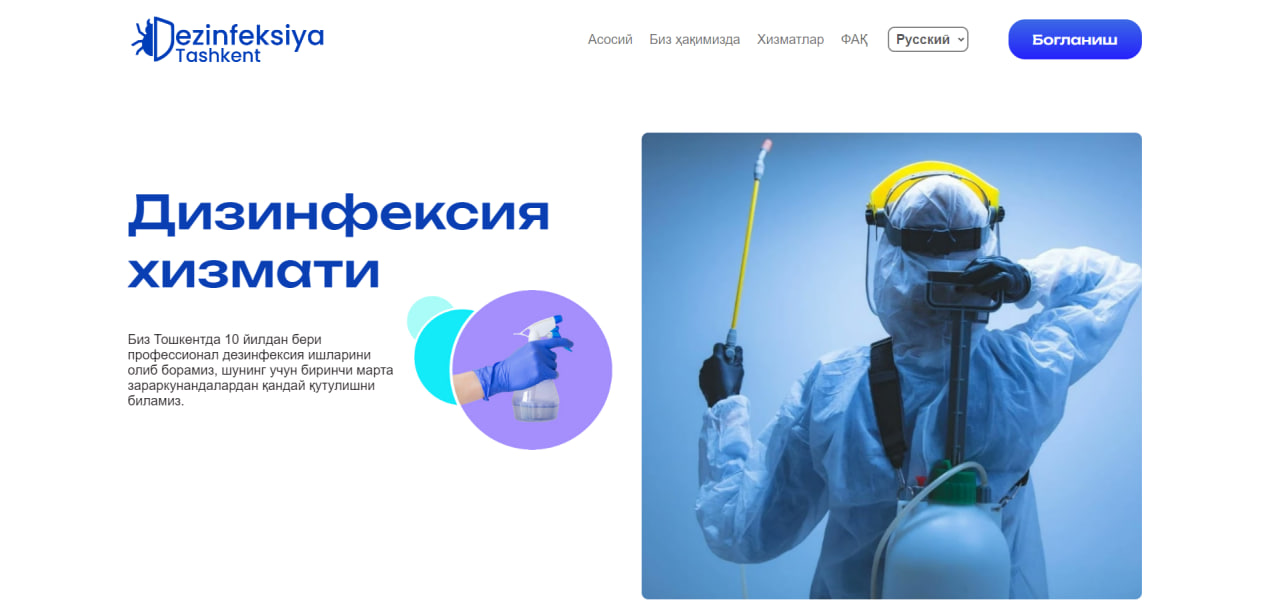 Dezinfeksiya
Tashkent
Асосий Биз ҳақимизда Хизматлар ФАҚ Русский Богланиш
Дизинфексия
хизмати
Биз Тошкентда 10 йилдан бери
профессионал дезинфексия ишларини
олиб борамиз, шунинг учун биринчи марта
зараркунандалардан қандай қутулишни
биламиз.